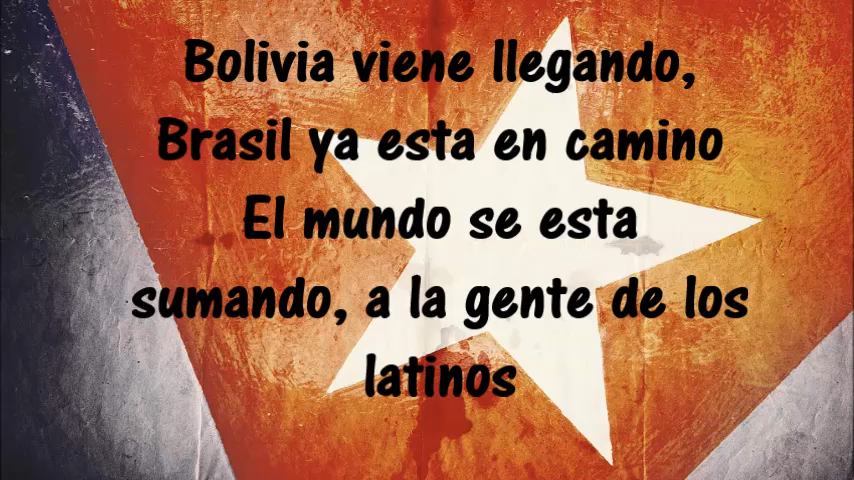 Bolivia viene llegando,
Brasil ya esta en camino
El mundo se esta
sumando, a la gente de los
latinos